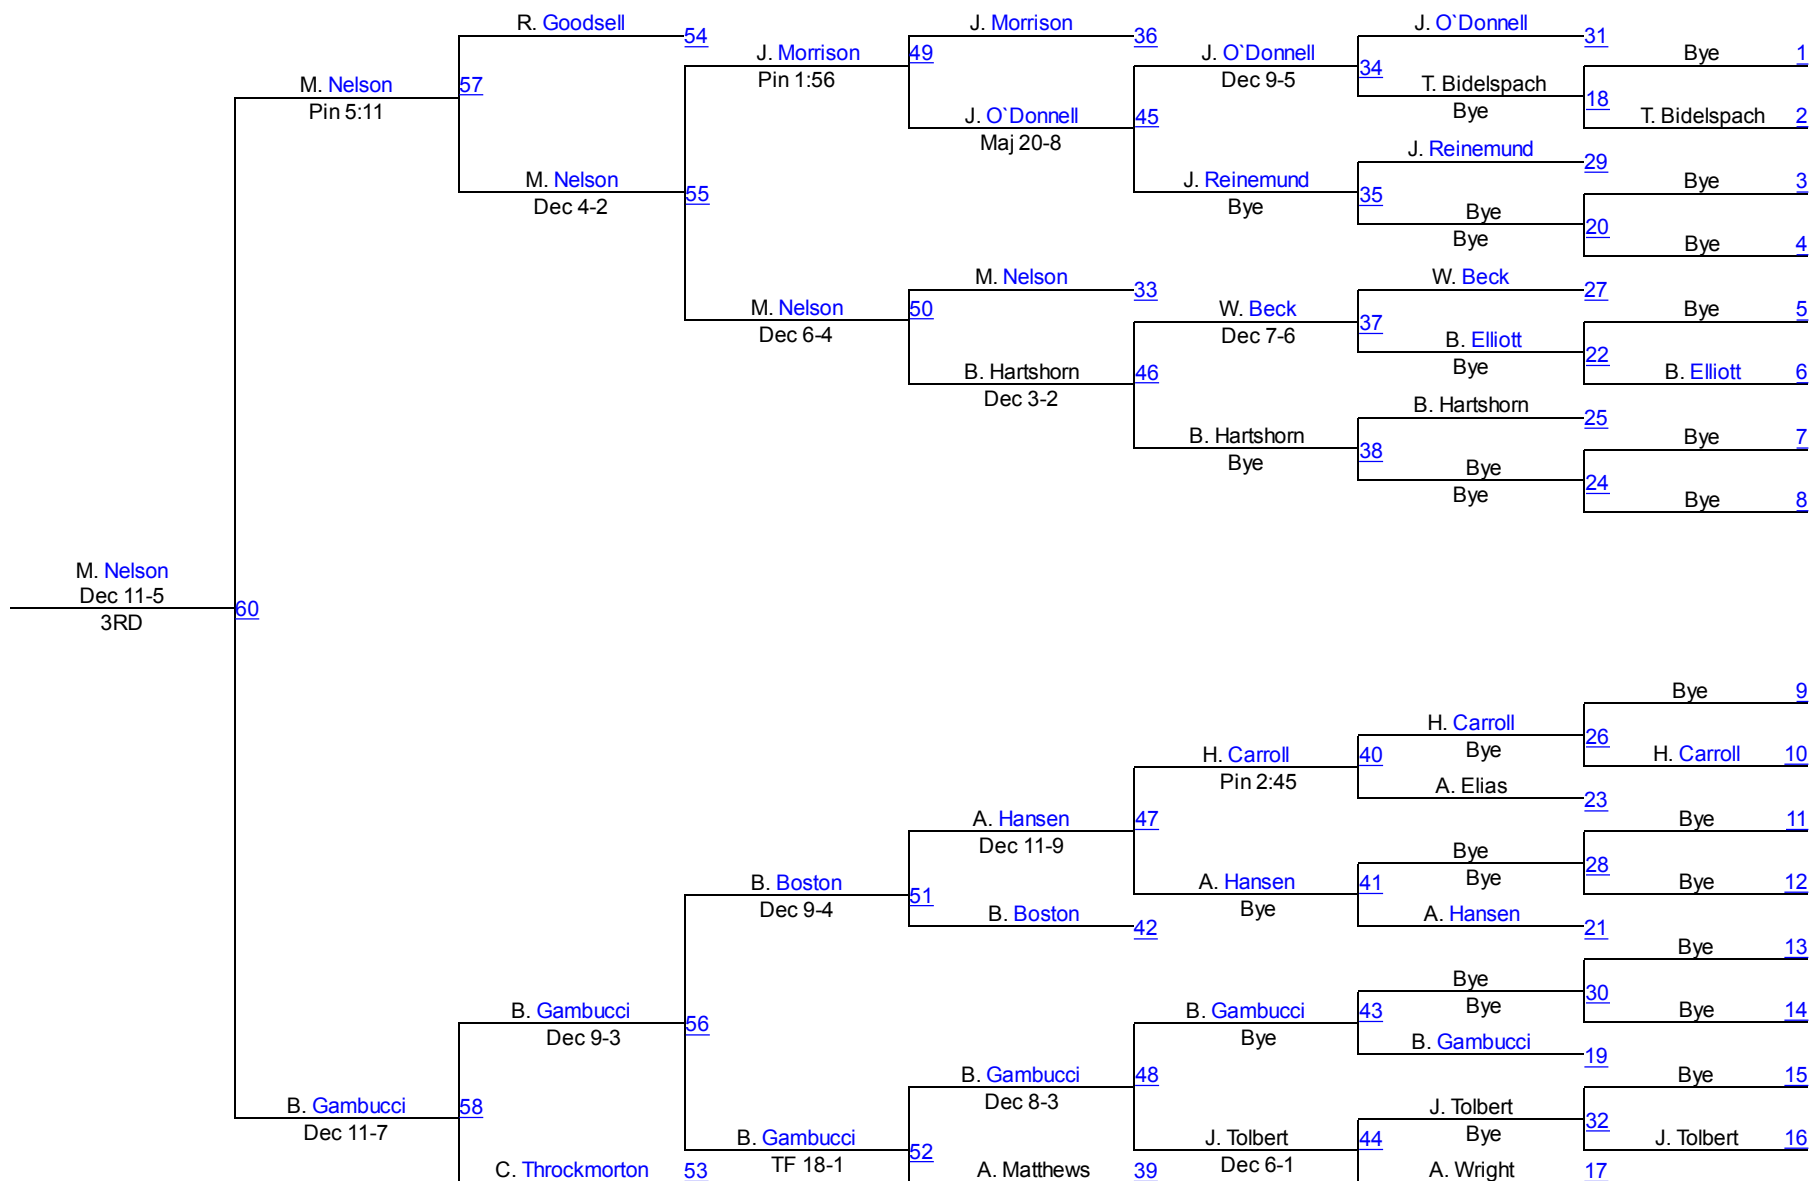 R. Goodsell 54
J. Morrison 36
J. O`Donnell 31
J. Morrison
Pin 1:56
49
J. O`Donnell
Dec 9-5
34
Bye 1
M. Nelson
Pin 5:11
57
T. Bidelspach
Bye
18
J. O`Donnell
Maj 20-8
45
T. Bidelspach 2
J. Reinemund 29
M. Nelson
Dec 4-2
55
J. Reinemund
Bye
35
Bye 3
Bye
Bye
20
Bye 4
M. Nelson 33
W. Beck 27
M. Nelson
Dec 6-4
50
W. Beck
Dec 7-6
37
Bye 5
B. Elliott
Bye
22
B. Hartshorn
Dec 3-2
46
B. Elliott 6
B. Hartshorn 25
B. Hartshorn
Bye
38
Bye 7
Bye
Bye
24
Bye 8
M. Nelson
Dec 11-5
3RD
60
Bye 9
H. Carroll
Bye
26
H. Carroll
Pin 2:45
40
H. Carroll 10
A. Elias 23
A. Hansen
Dec 11-9
47
Bye 11
Bye
Bye
28
B. Boston
Dec 9-4
51
A. Hansen
Bye
41
Bye 12
B. Boston 42
A. Hansen 21
Bye 13
Bye
Bye
30
B. Gambucci
Dec 9-3
56
B. Gambucci
Bye
43
Bye 14
B. Gambucci 19
B. Gambucci
Dec 8-3
48
Bye 15
B. Gambucci
Dec 11-7
58
J. Tolbert
Bye
32
B. Gambucci
TF 18-1
52
J. Tolbert
Dec 6-1
44
J. Tolbert 16
C. Throckmorton 53
A. Matthews 39
A. Wright 17